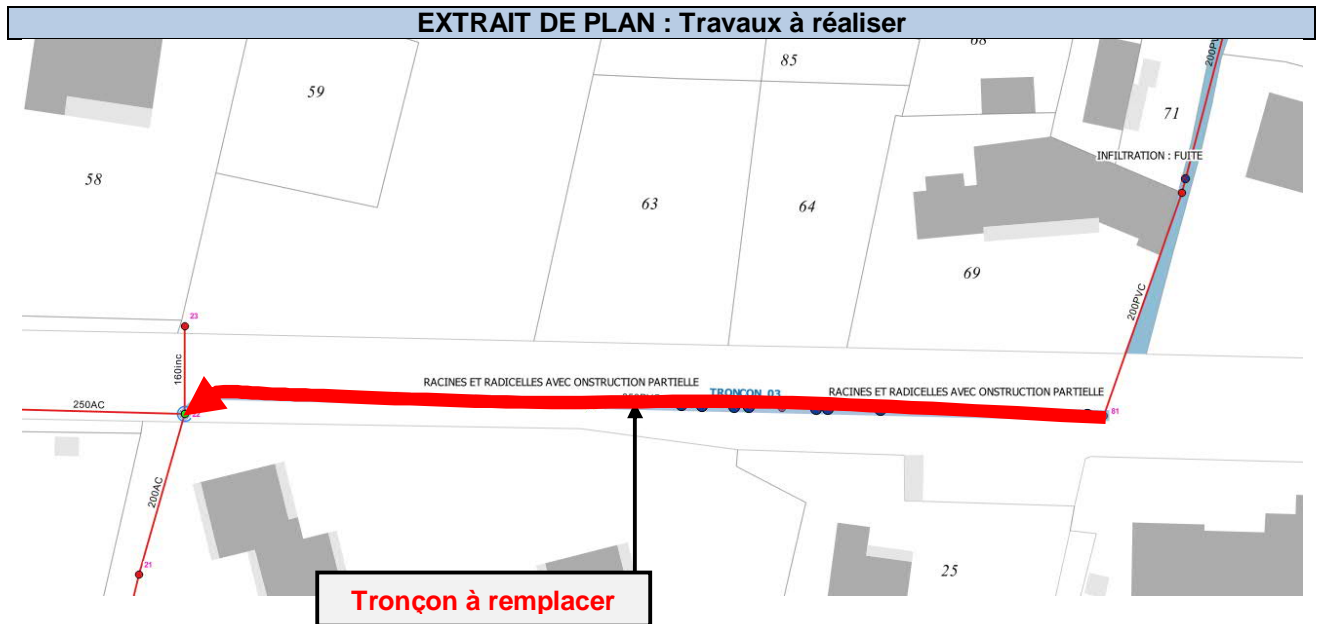 EXTRAIT DE PLAN : Travaux à réaliser
85
68
200PVC
59
71
INFILTRATION : FUITE
58
63
64
69
200PVC
23
160inc
RACINES ET RADICELLES AVEC ONSTRUCTION PARTIELLE
TRONCON_03
RACINES ET RADICELLES AVEC ONSTRUCTION PARTIELLE
250AC
22
81
200AC
21
25
Tronçon à remplacer